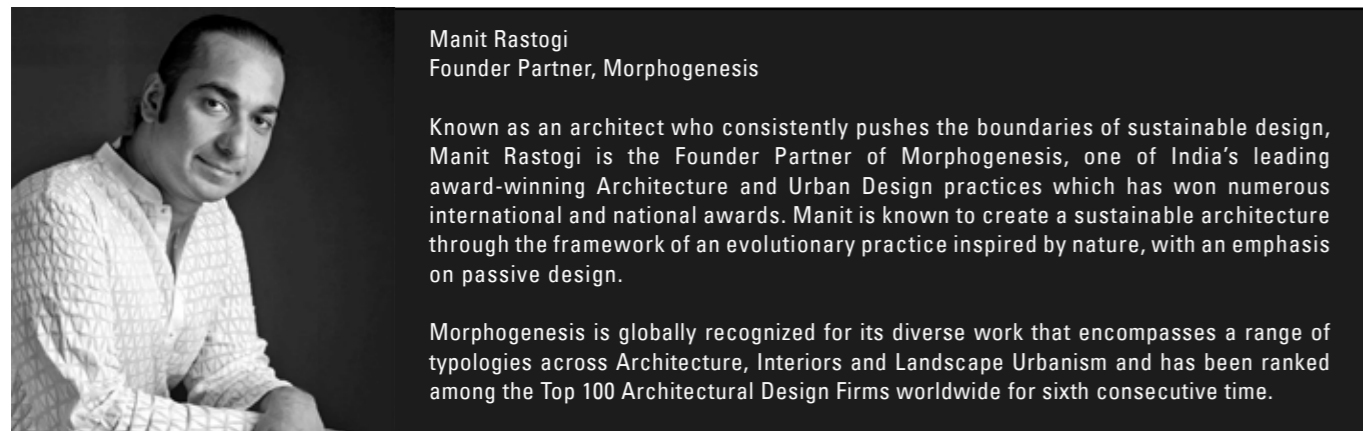 Manit Rastogi
Founder Partner, Morphogenesis
Known as an architect who consistently pushes the boundaries of sustainable design,
Manit Rastogi is the Founder Partner of Morphogenesis, one of India’s leading
award-winning Architecture and Urban Design practices which has won numerous
international and national awards. Manit is known to create a sustainable architecture
through the framework of an evolutionary practice inspired by nature, with an emphasis
on passive design.
Morphogenesis is globally recognized for its diverse work that encompasses a range of
typologies across Architecture, Interiors and Landscape Urbanism and has been ranked
among the Top 100 Architectural Design Firms worldwide for sixth consecutive time.